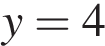 y = 4